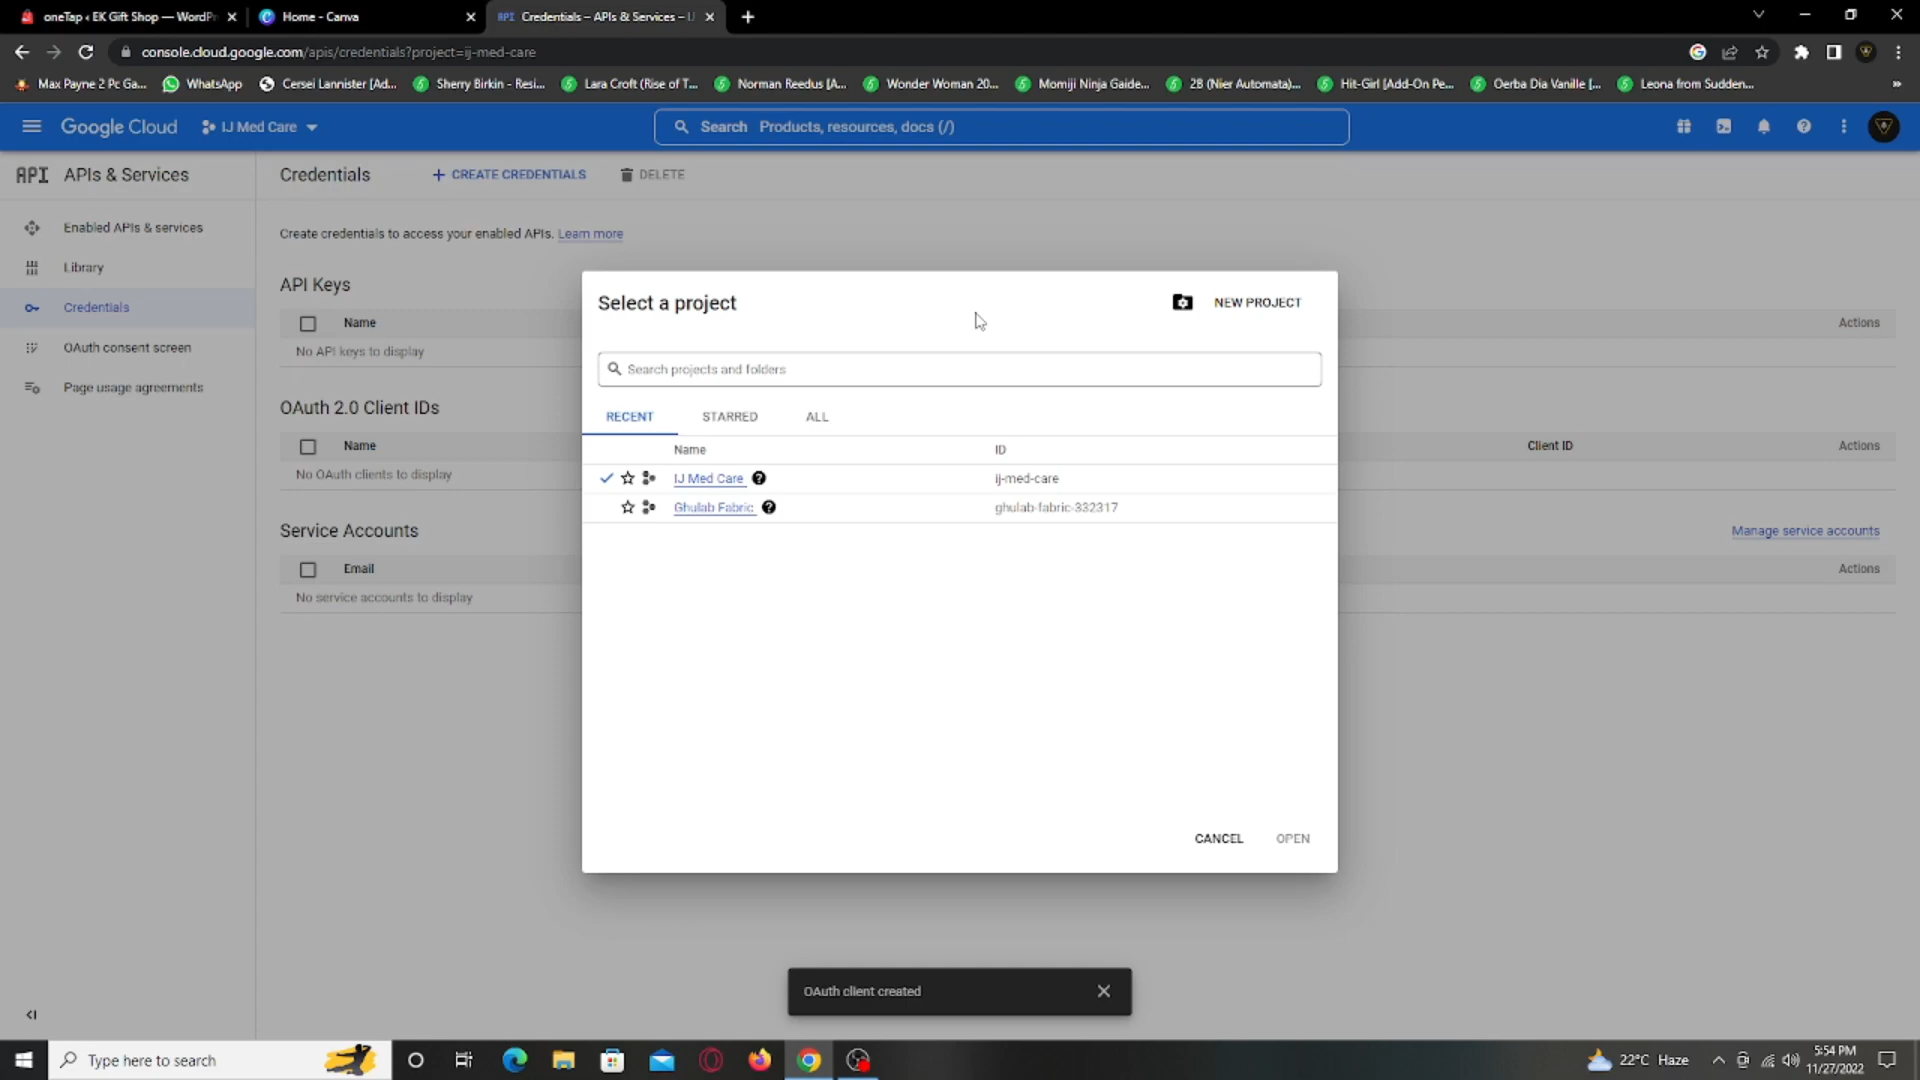 oneTap ‹ EK Gift Shop — WordPr
Home - Canva
API Credentials – APIs & Services – IJ
console.cloud.google.com/apis/credentials?project=ij-med-care
Max Payne 2 Pc Ga...
WhatsApp
Cersei Lannister [Ad...
Sherry Birkin - Resi...
Lara Croft (Rise of T...
Norman Reedus [A...
Wonder Woman 20...
Momiji Ninja Gaide...
2B (Nier Automata)...
Hit-Girl [Add-On Pe...
Oerba Dia Vanille [...
Leona from Sudden...
»
Google Cloud
IJ Med Care
Search Products, resources, docs (/)
API APIs & Services
Credentials
+ CREATE CREDENTIALS
DELETE
Enabled APIs & services
Library
Credentials
OAuth consent screen
Page usage agreements
Create credentials to access your enabled APIs. Learn more
API Keys
Name
Actions
No API keys to display
OAuth 2.0 Client IDs
Name
Client ID
Actions
No OAuth clients to display
Service Accounts
Manage service accounts
Email
Actions
No service accounts to display
Select a project
NEW PROJECT
Search projects and folders
RECENT
STARRED
ALL
Name
ID
IJ Med Care
ij-med-care
Ghulab Fabric
ghulab-fabric-332317
CANCEL
OPEN
OAuth client created
Type here to search
22°C Haze
5:54 PM
11/27/2022